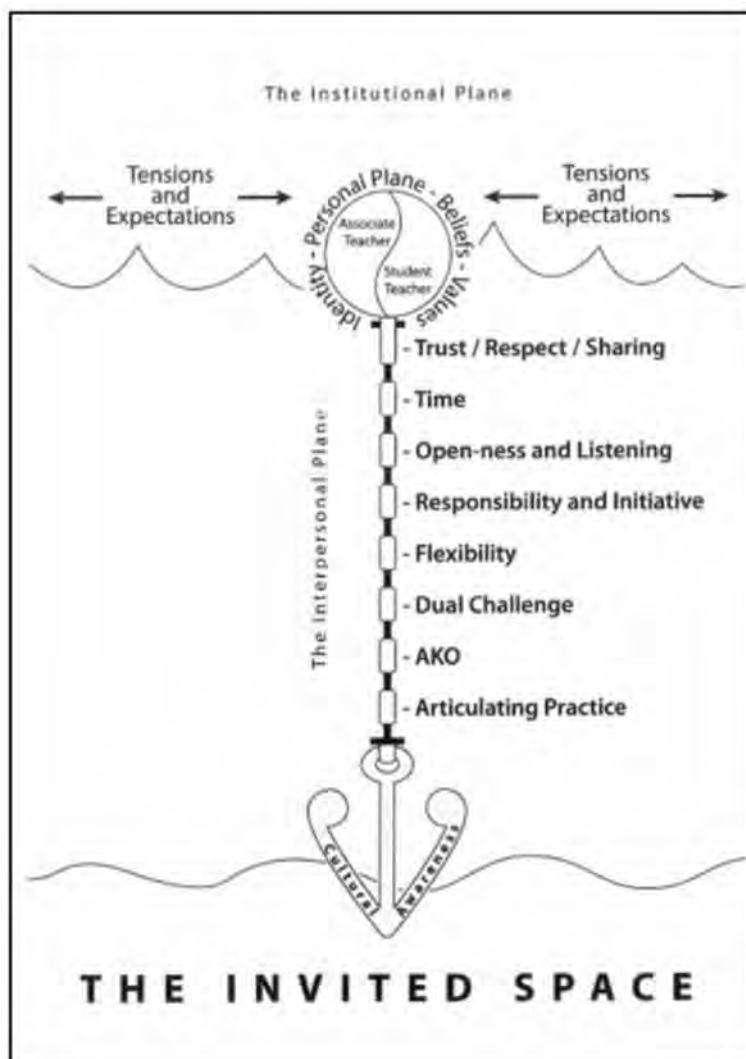 The Institutional Plane
Tensions
and
Expectations
Identity - Personal Plane - Beliefs - Values
Associate
Teacher
Student
Teacher
Tensions
and
Expectations
The Interpersonal Plane
- Trust / Respect / Sharing
- Time
- Open-ness and Listening
- Responsibility and Initiative
- Flexibility
- Dual Challenge
- AKO
- Articulating Practice
Cultural
Awareness
THE INVITED SPACE